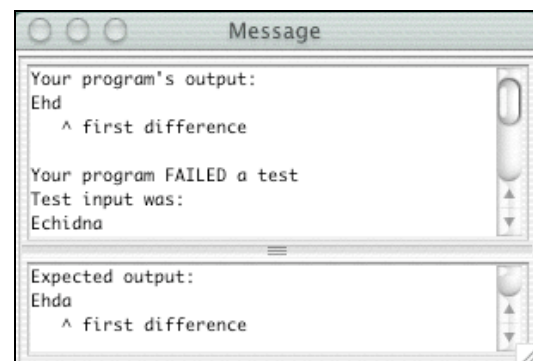 Message
Your program's output:
Ehd
^ first difference
Your program FAILED a test
Test input was:
Echidna
Expected output:
Ehda
^ first difference